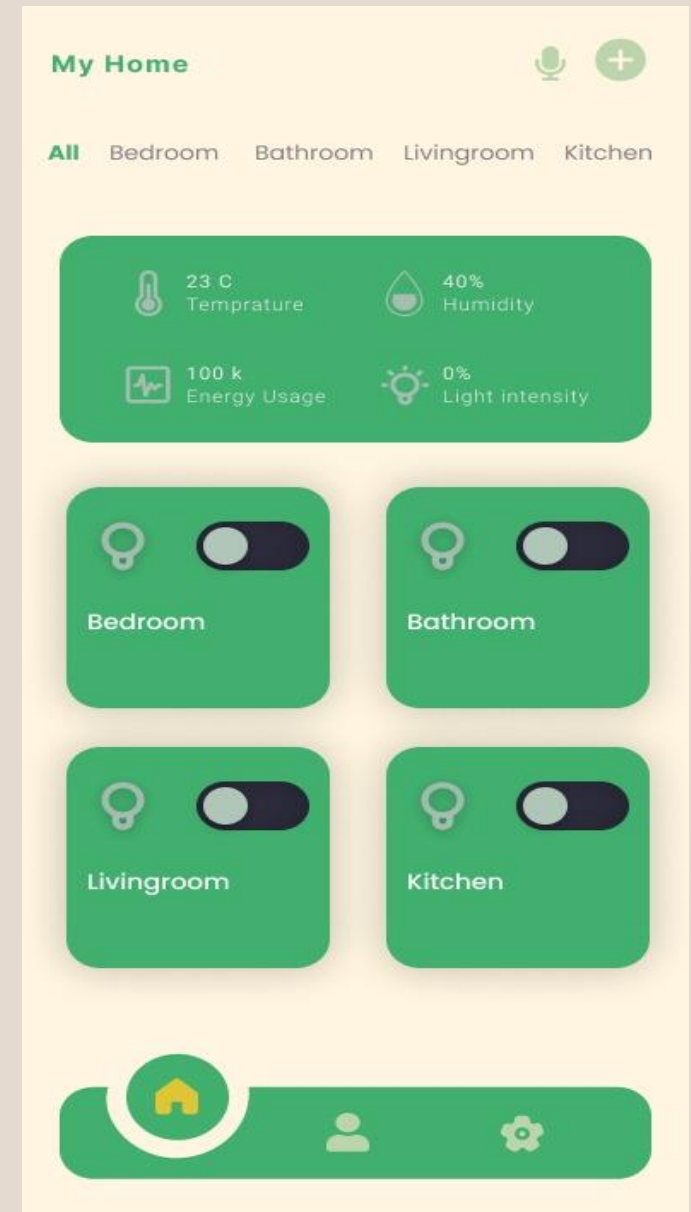 My Home
All Bedroom Bathroom Livingroom Kitchen
23 C
Temprature
40%
Humidity
100 k
Energy Usage
0%
Light intensity
Bedroom
Bathroom
Livingroom
Kitchen